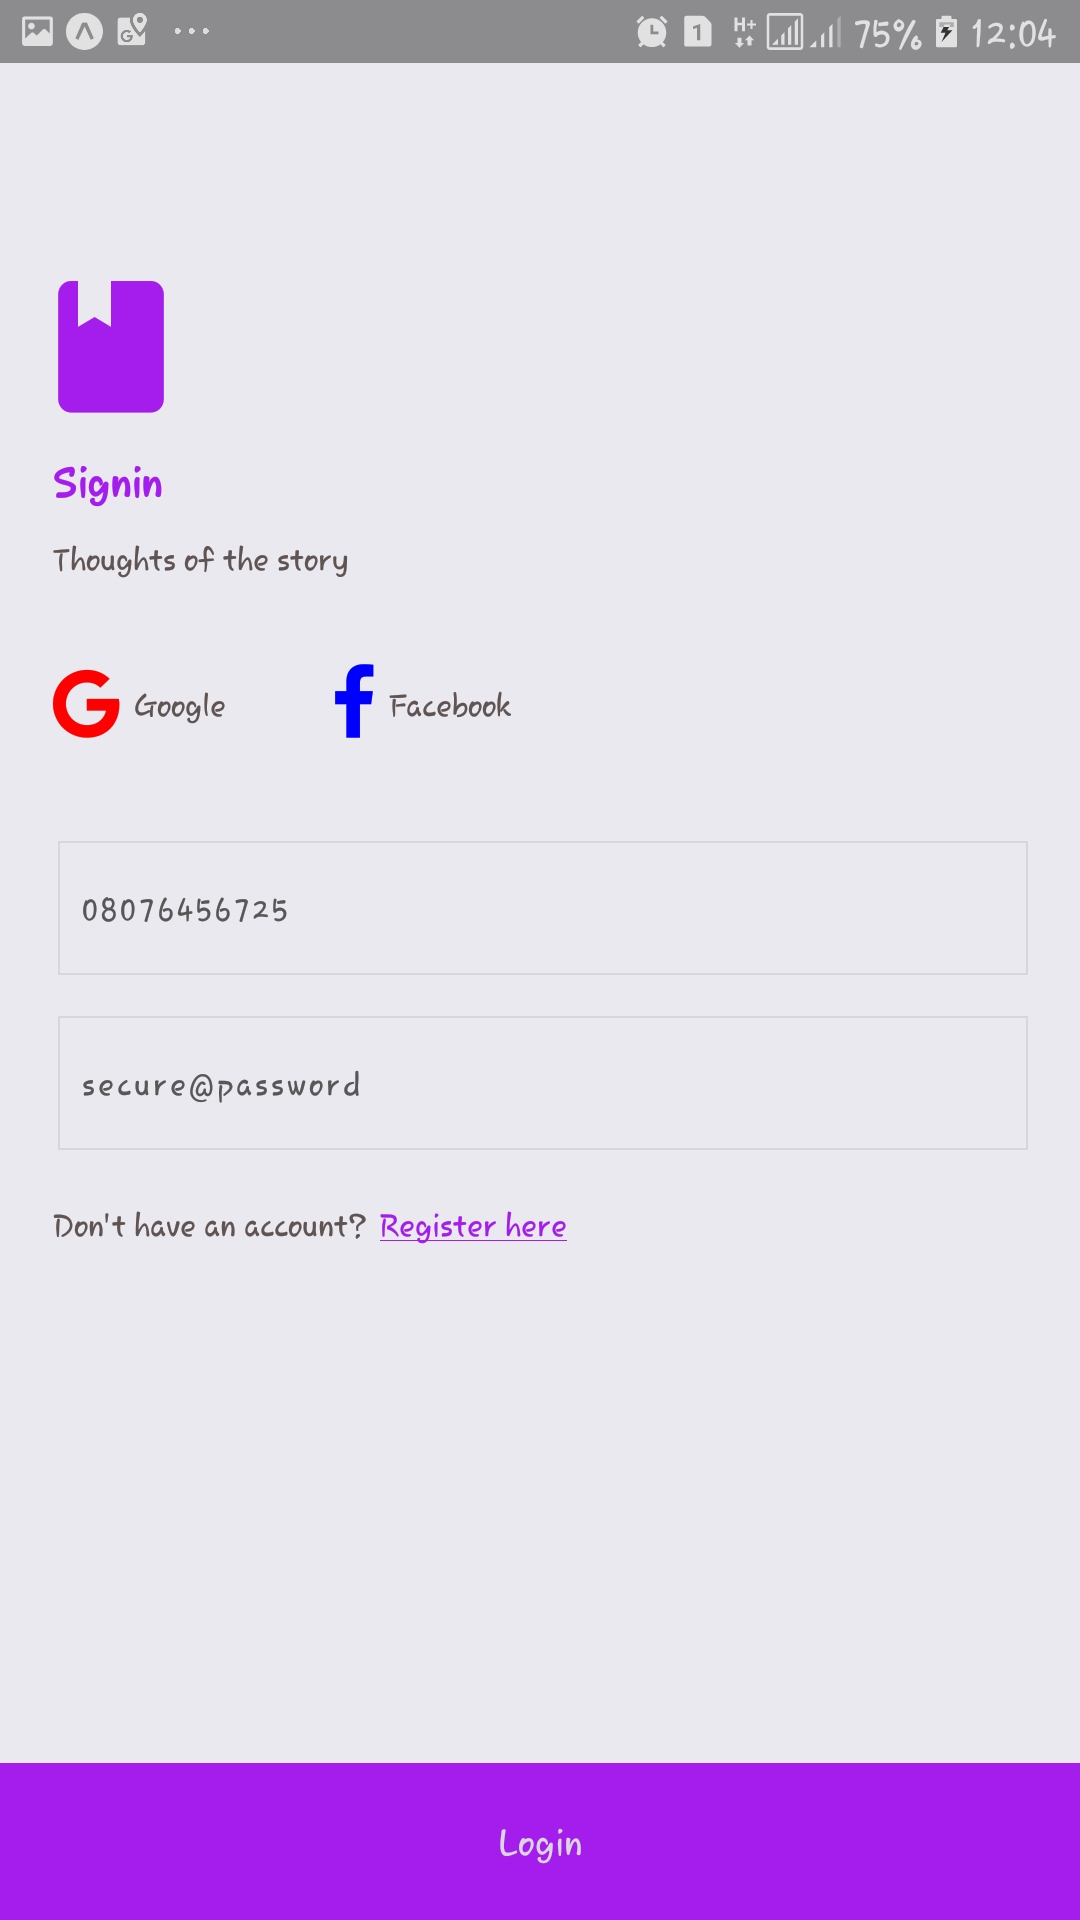 1 H+ 75% 12:04
Signin
Thoughts of the story
Google Facebook
08076456725
secure@password
Don't have an account? Register here
Login